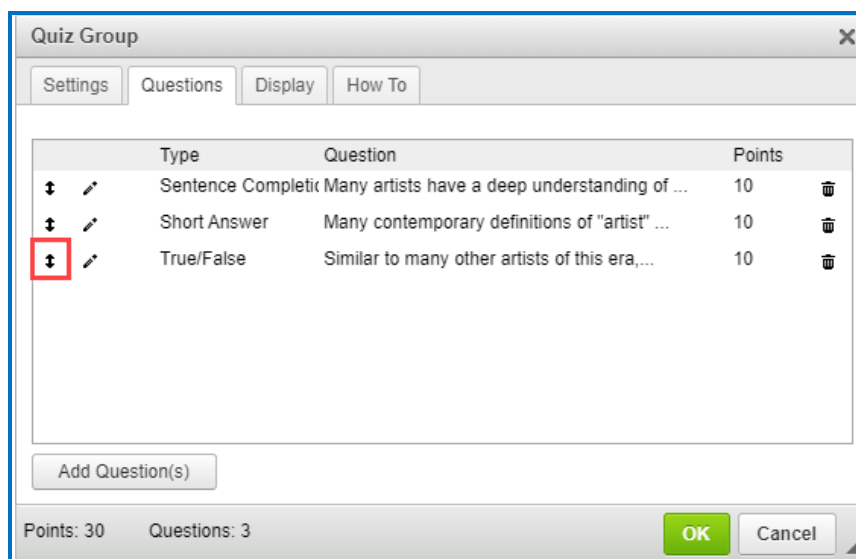 Quiz Group
Settings Questions Display How To
Type Question Points
Sentence Completic Many artists have a deep understanding of ... 10
Short Answer Many contemporary definitions of "artist" ... 10
True/False Similar to many other artists of this era,... 10
Add Question(s)
Points: 30 Questions: 3 OK Cancel